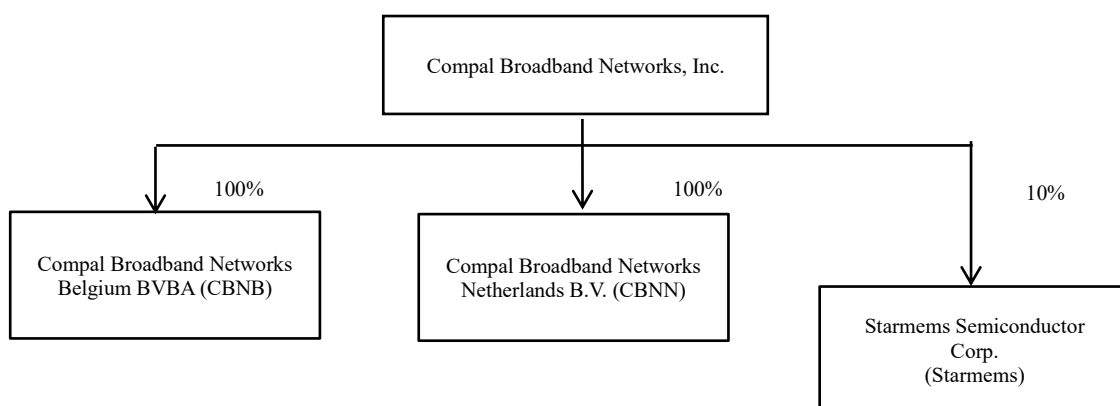 Compal Broadband Networks, Inc.
100%
100%
10%
Compal Broadband Networks
Belgium BVBA (CBNB)
Compal Broadband Networks
Netherlands B.V. (CBNN)
Starmems Semiconductor
Corp.
(Starmems)